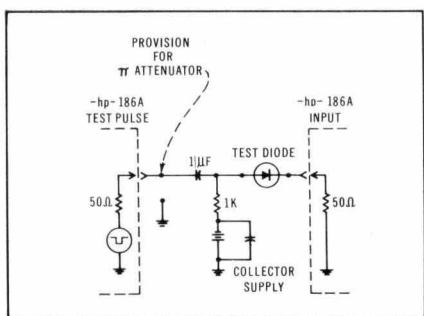 PROVISION
FOR
π ATTENUATOR
-hp-186A
TEST PULSE
-hp-186A
INPUT
1μF
TEST DIODE
50Ω
1K
50Ω
COLLECTOR
SUPPLY